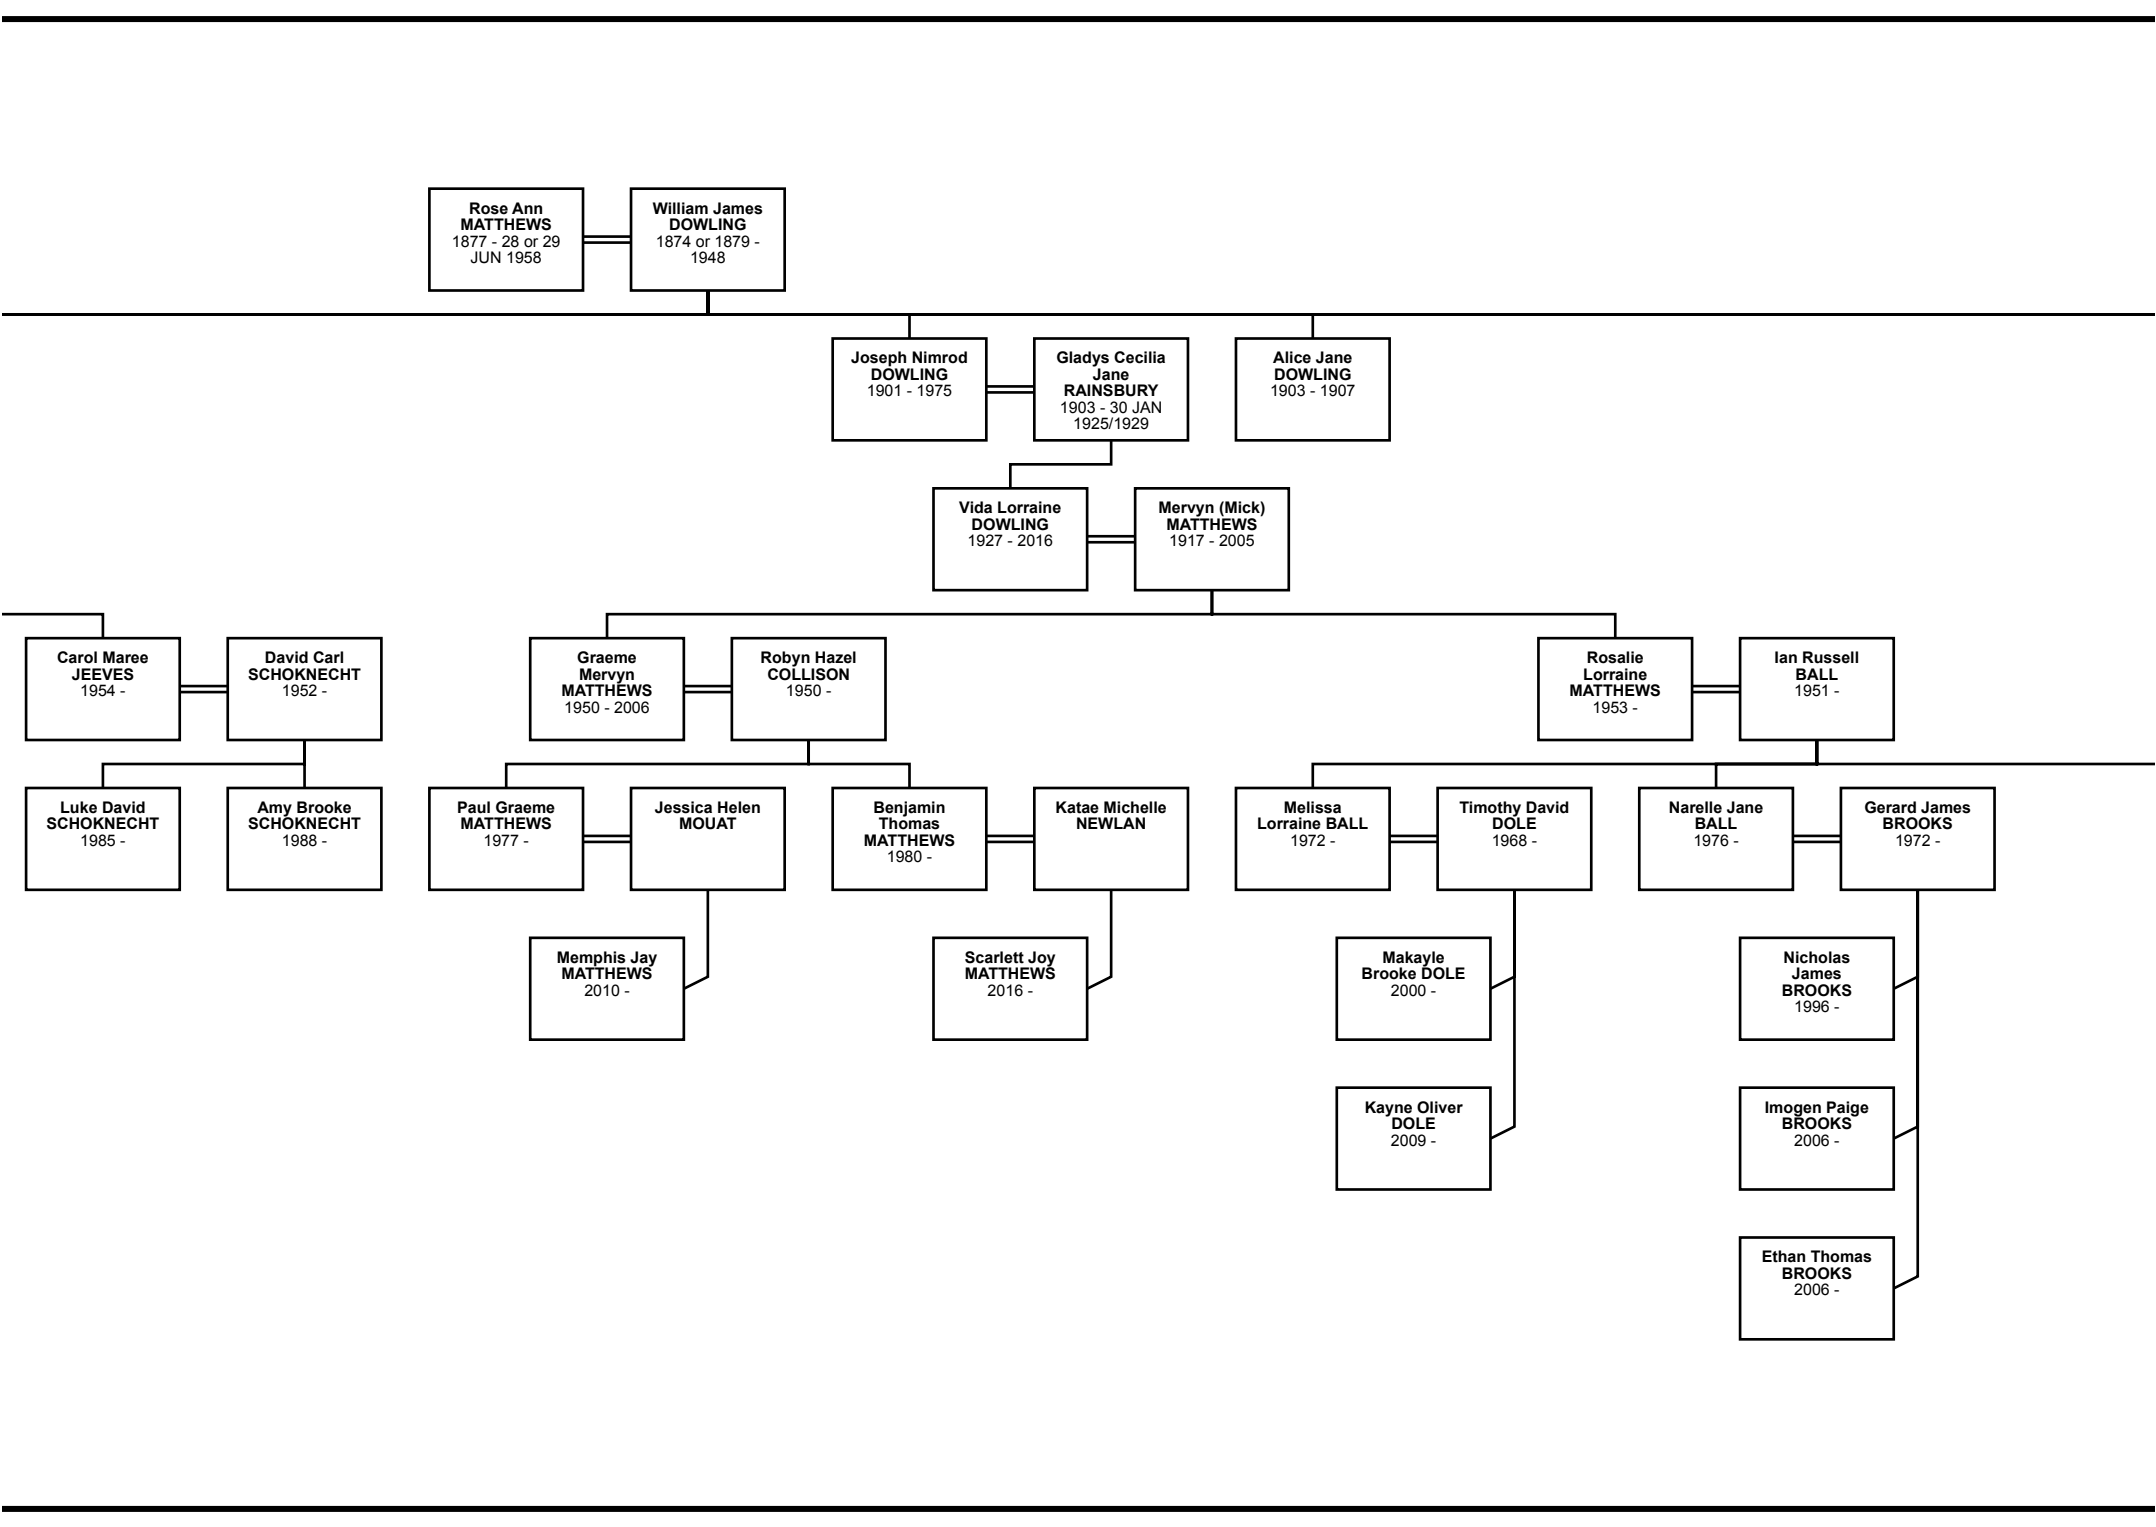 Rose Ann
MATTHEWS
1877 - 28 or 29
JUN 1958
William James
DOWLING
1874 or 1879 -
1948
Joseph Nimrod
DOWLING
1901 - 1975
Gladys Cecilia
Jane
RAINSBURY
1903 - 30 JAN
1925/1929
Alice Jane
DOWLING
1903 - 1907
Vida Lorraine
DOWLING
1927 - 2016
Mervyn (Mick)
MATTHEWS
1917 - 2005
Carol Maree
JEEVES
1954 -
David Carl
SCHOKNECHT
1952 -
Graeme
Mervyn
MATTHEWS
1950 - 2006
Robyn Hazel
COLLISON
1950 -
Rosalie
Lorraine
MATTHEWS
1953 -
Ian Russell
BALL
1951 -
Luke David
SCHOKNECHT
1985 -
Amy Brooke
SCHOKNECHT
1988 -
Paul Graeme
MATTHEWS
1977 -
Jessica Helen
MOUAT
Benjamin
Thomas
MATTHEWS
1980 -
Katae Michelle
NEWLAN
Melissa
Lorraine BALL
1972 -
Timothy David
DOLE
1968 -
Narelle Jane
BALL
1976 -
Gerard James
BROOKS
1972 -
Memphis Jay
MATTHEWS
2010 -
Scarlett Joy
MATTHEWS
2016 -
Makayle
Brooke DOLE
2000 -
Nicholas
James
BROOKS
1996 -
Kayne Oliver
DOLE
2009 -
Imogen Paige
BROOKS
2006 -
Ethan Thomas
BROOKS
2006 -